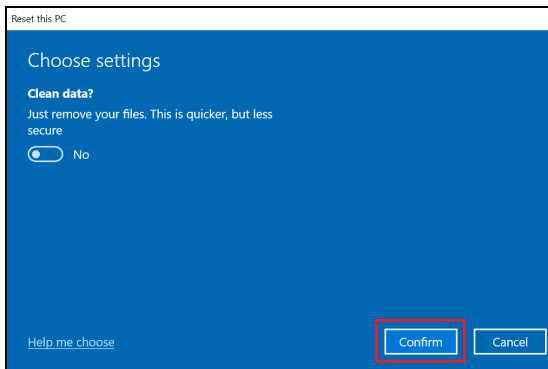 Reset this PC
Choose settings
Clean data?
Just remove your files. This is quicker, but less
secure
No
Help me choose
Confirm
Cancel